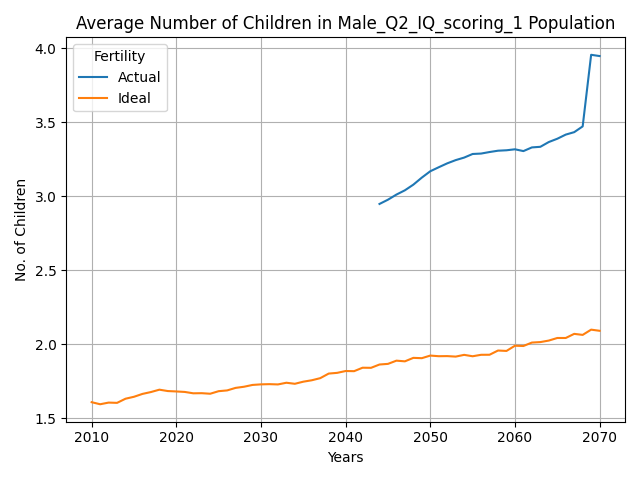 Average Number of Children in Male_Q2_IQ_scoring_1 Population
Fertility
Actual
Ideal
4.0
3.5
3.0
2.5
2.0
1.5
No. of Children
2010 2020 2030 2040 2050 2060 2070
Years